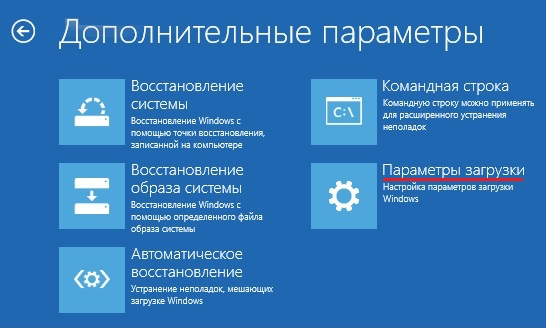 Дополнительные параметры
Восстановление
системы
Восстановление Windows с
помощью точки восстановления,
записанной на компьютере
Восстановление
образа системы
Восстановление Windows с
помощью определенного файла
образа системы
Автоматическое
восстановление
Устранение неполадок, мешающих
загрузке Windows
Командная строка
Командную строку можно применять
для расширенного устранения
неполадок
C:\
Параметры загрузки
Настройка параметров загрузки
Windows